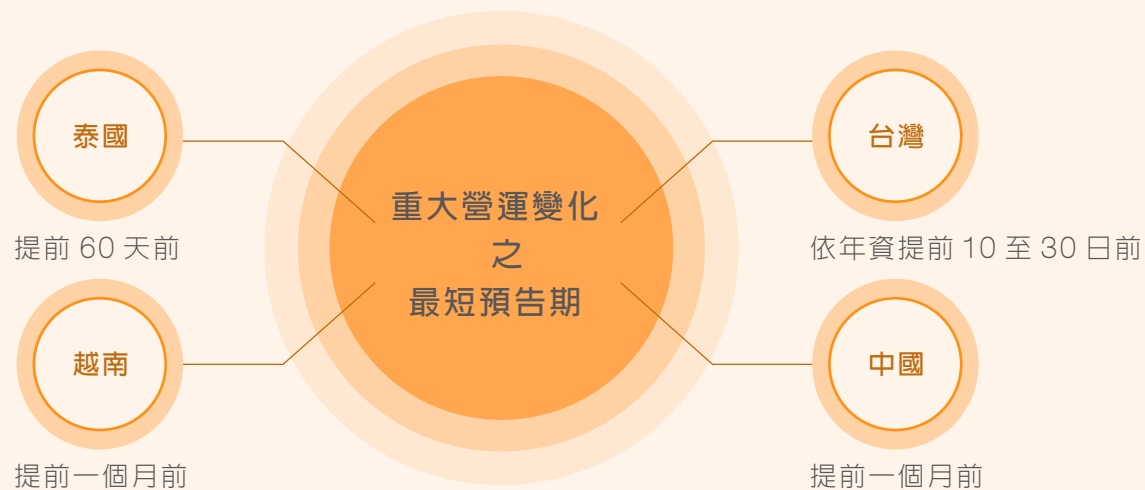 重大營運變化
之
最短預告期
泰國
提前 60 天前
台灣
依年資提前 10 至 30 日前
越南
提前一個月前
中國
提前一個月前